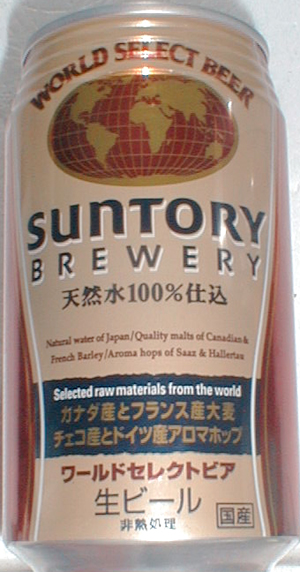 WORLD SELECT BEER
SUNTORY
BREWERY
天然水100%仕込
Natural water of Japan/Quality malts of Canadian &
French Barley/Aroma hops of Saaz & Hallertau
Selected raw materials from the world
カナダ産とフランス産大麦
チェコ産とドイツ産アロマホップ
ワールドセレクトビア
生ビール
非熱処理
国産